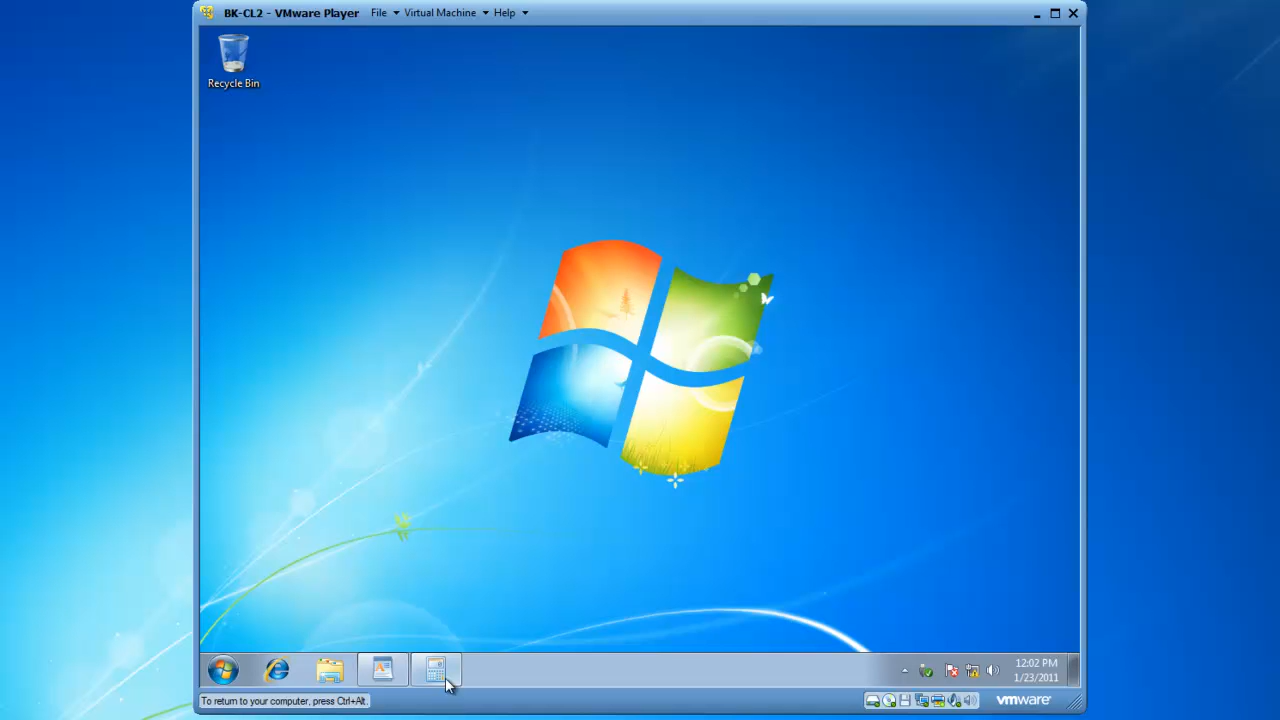 BK-CL2 - VMware Player File Virtual Machine Help
Recycle Bin
12:02 PM
1/23/2011
To return to your computer, press Ctrl+Alt.
vmware